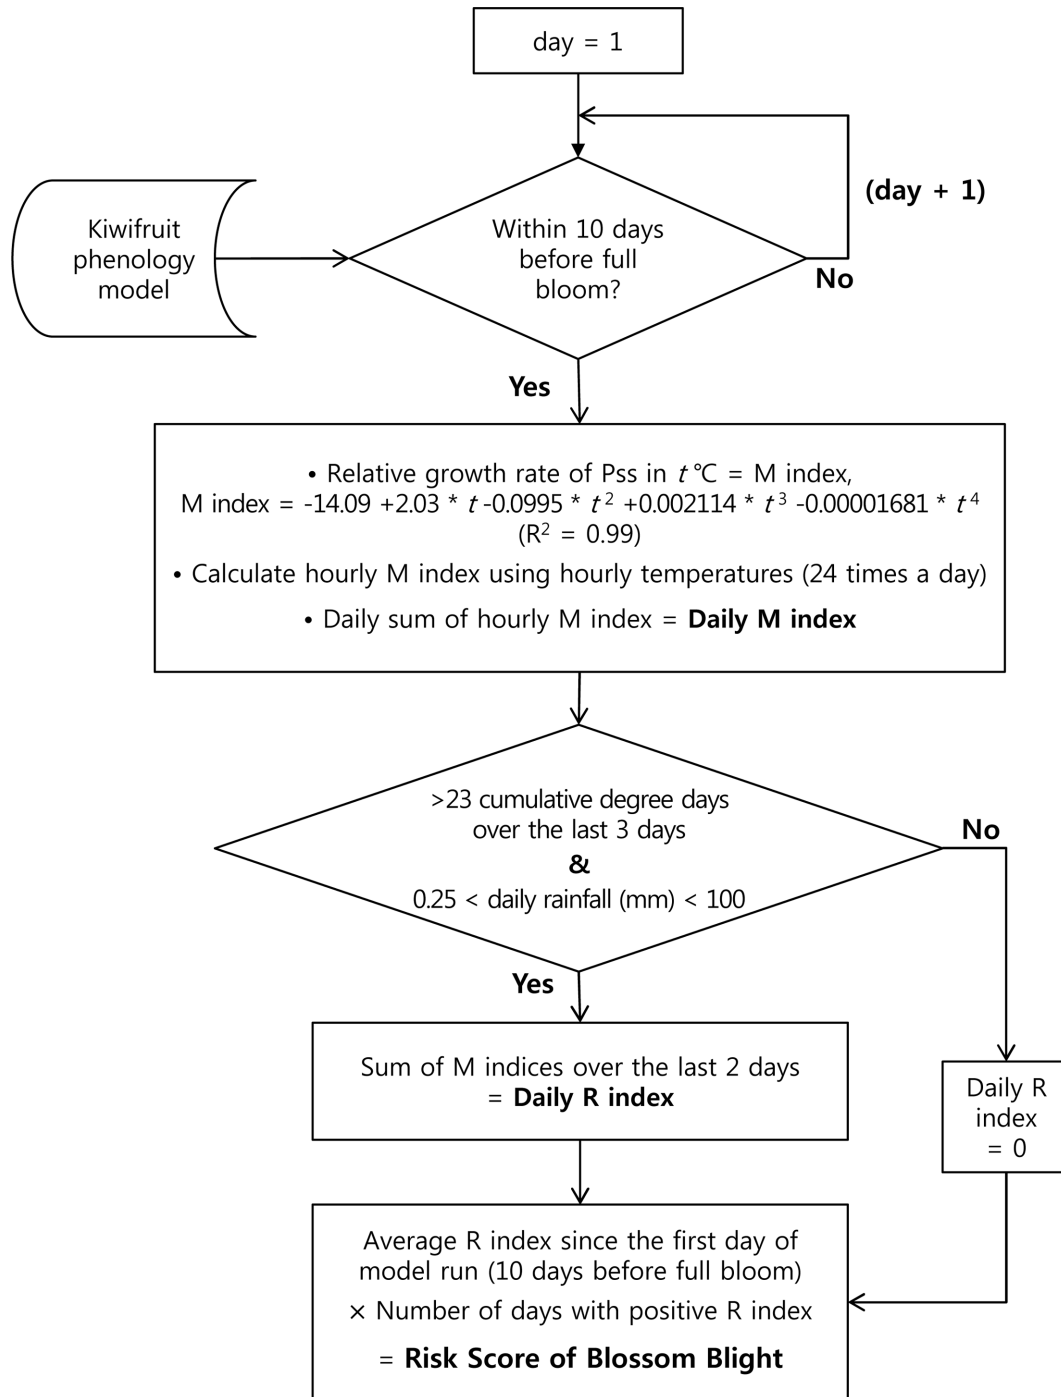 day = 1
(day + 1)
Kiwifruit
phenology
model
Within 10 days
before full
bloom?
No
Yes
• Relative growth rate of Pss in t °C = M index,
M index = -14.09 +2.03 * t -0.0995 * t² +0.002114 * t³ -0.00001681 * t⁴
(R² = 0.99)
• Calculate hourly M index using hourly temperatures (24 times a day)
• Daily sum of hourly M index = Daily M index
>23 cumulative degree days
over the last 3 days
&
0.25 < daily rainfall (mm) < 100
No
Yes
Sum of M indices over the last 2 days
= Daily R index
Daily R
index
= 0
Average R index since the first day of
model run (10 days before full bloom)
× Number of days with positive R index
= Risk Score of Blossom Blight